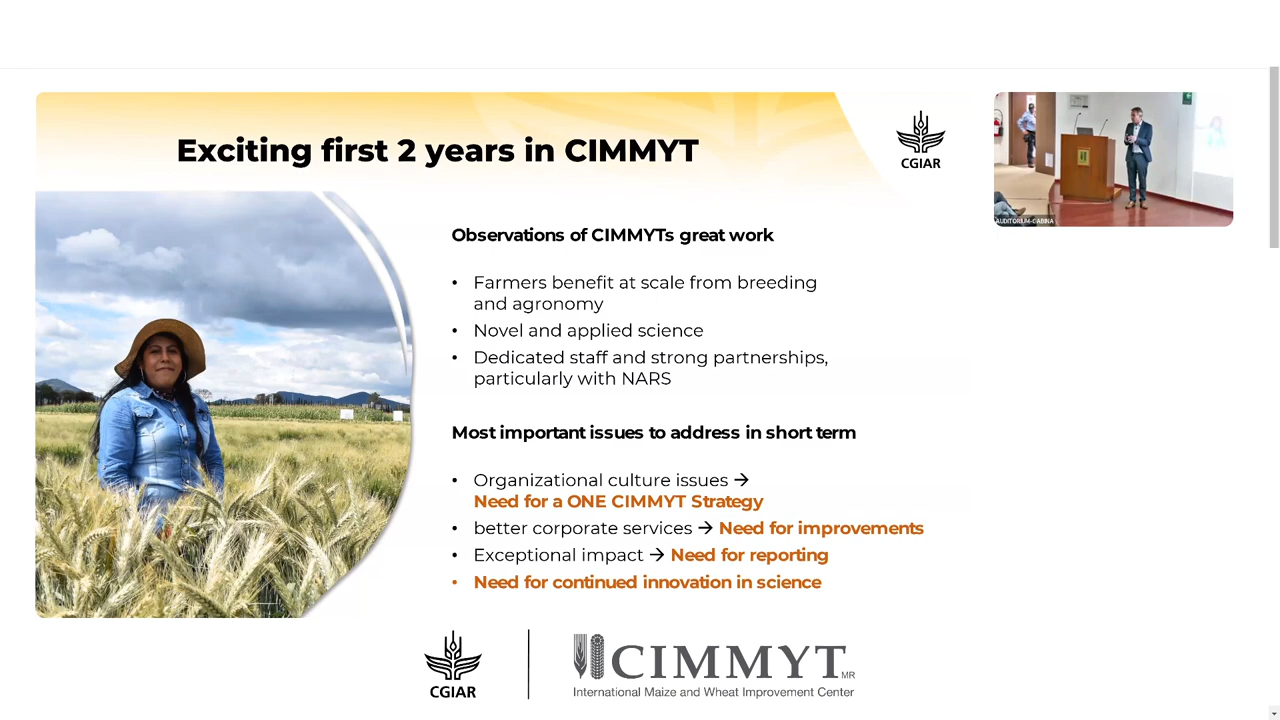 Exciting first 2 years in CIMMYT
CGIAR
AUDITORIUM-CABINA
Observations of CIMMYTs great work
• Farmers benefit at scale from breeding
and agronomy
• Novel and applied science
• Dedicated staff and strong partnerships,
particularly with NARS
Most important issues to address in short term
• Organizational culture issues →
Need for a ONE CIMMYT Strategy
• better corporate services → Need for improvements
• Exceptional impact → Need for reporting
• Need for continued innovation in science
CGIAR
CIMMYT MR
International Maize and Wheat Improvement Center